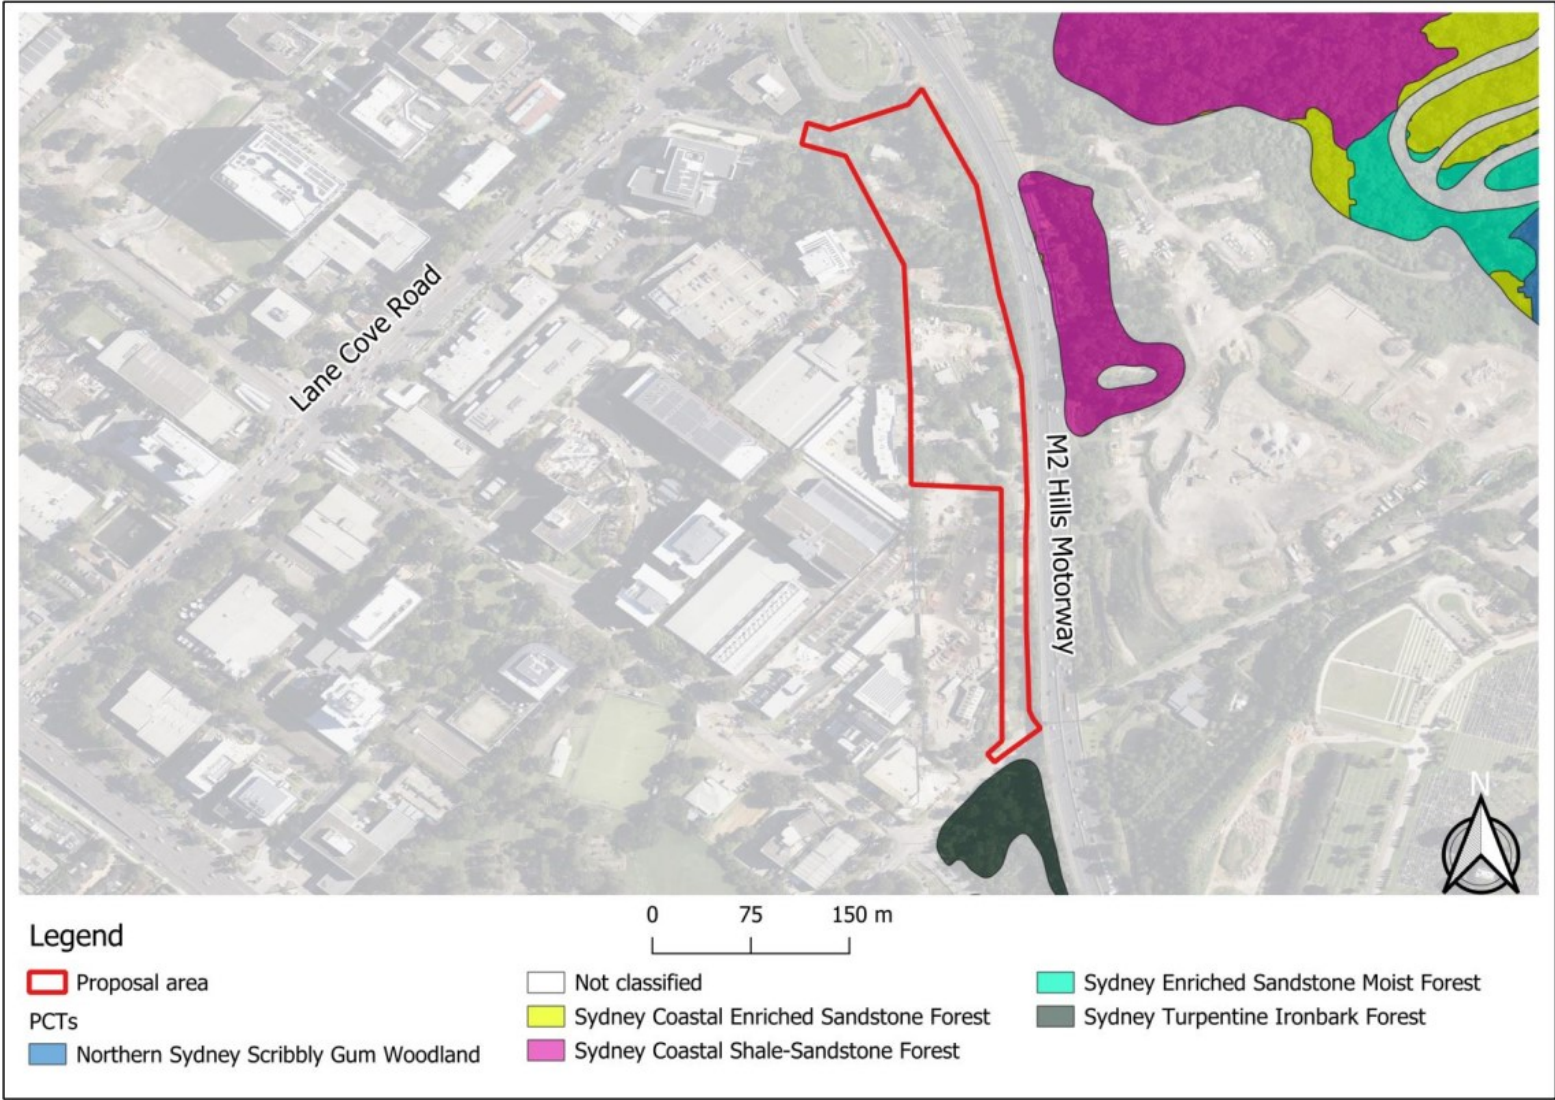 Lane Cove Road
M2 Hills Motorway
N
0 75 150 m
Legend
Proposal area
PCTs
Northern Sydney Scribbly Gum Woodland
Not classified
Sydney Coastal Enriched Sandstone Forest
Sydney Coastal Shale-Sandstone Forest
Sydney Enriched Sandstone Moist Forest
Sydney Turpentine Ironbark Forest